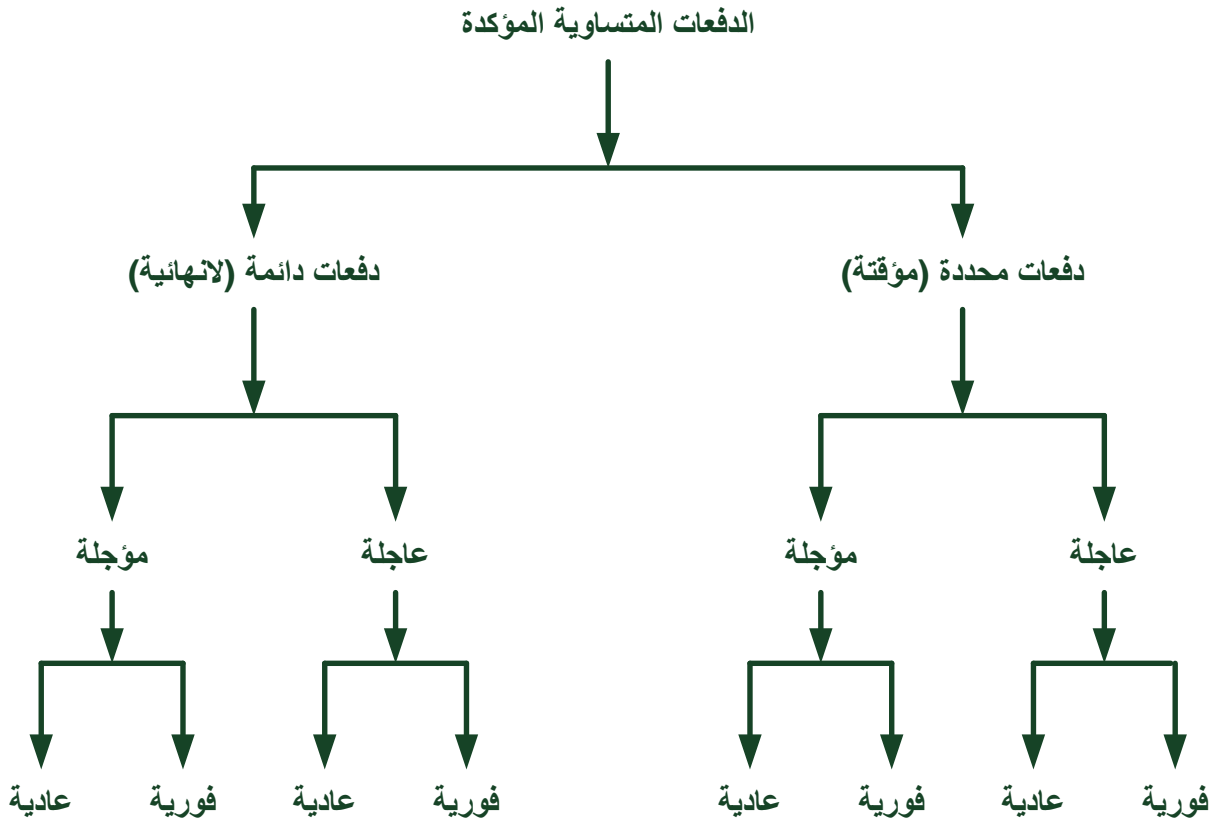 الدفعات المتساوية المؤكدة
دفعات محددة (مؤقتة)
دفعات دائمة (لانهائية)
عاجلة
مؤجلة
عاجلة
مؤجلة
فورية
عادية
فورية
عادية
فورية
عادية
فورية
عادية